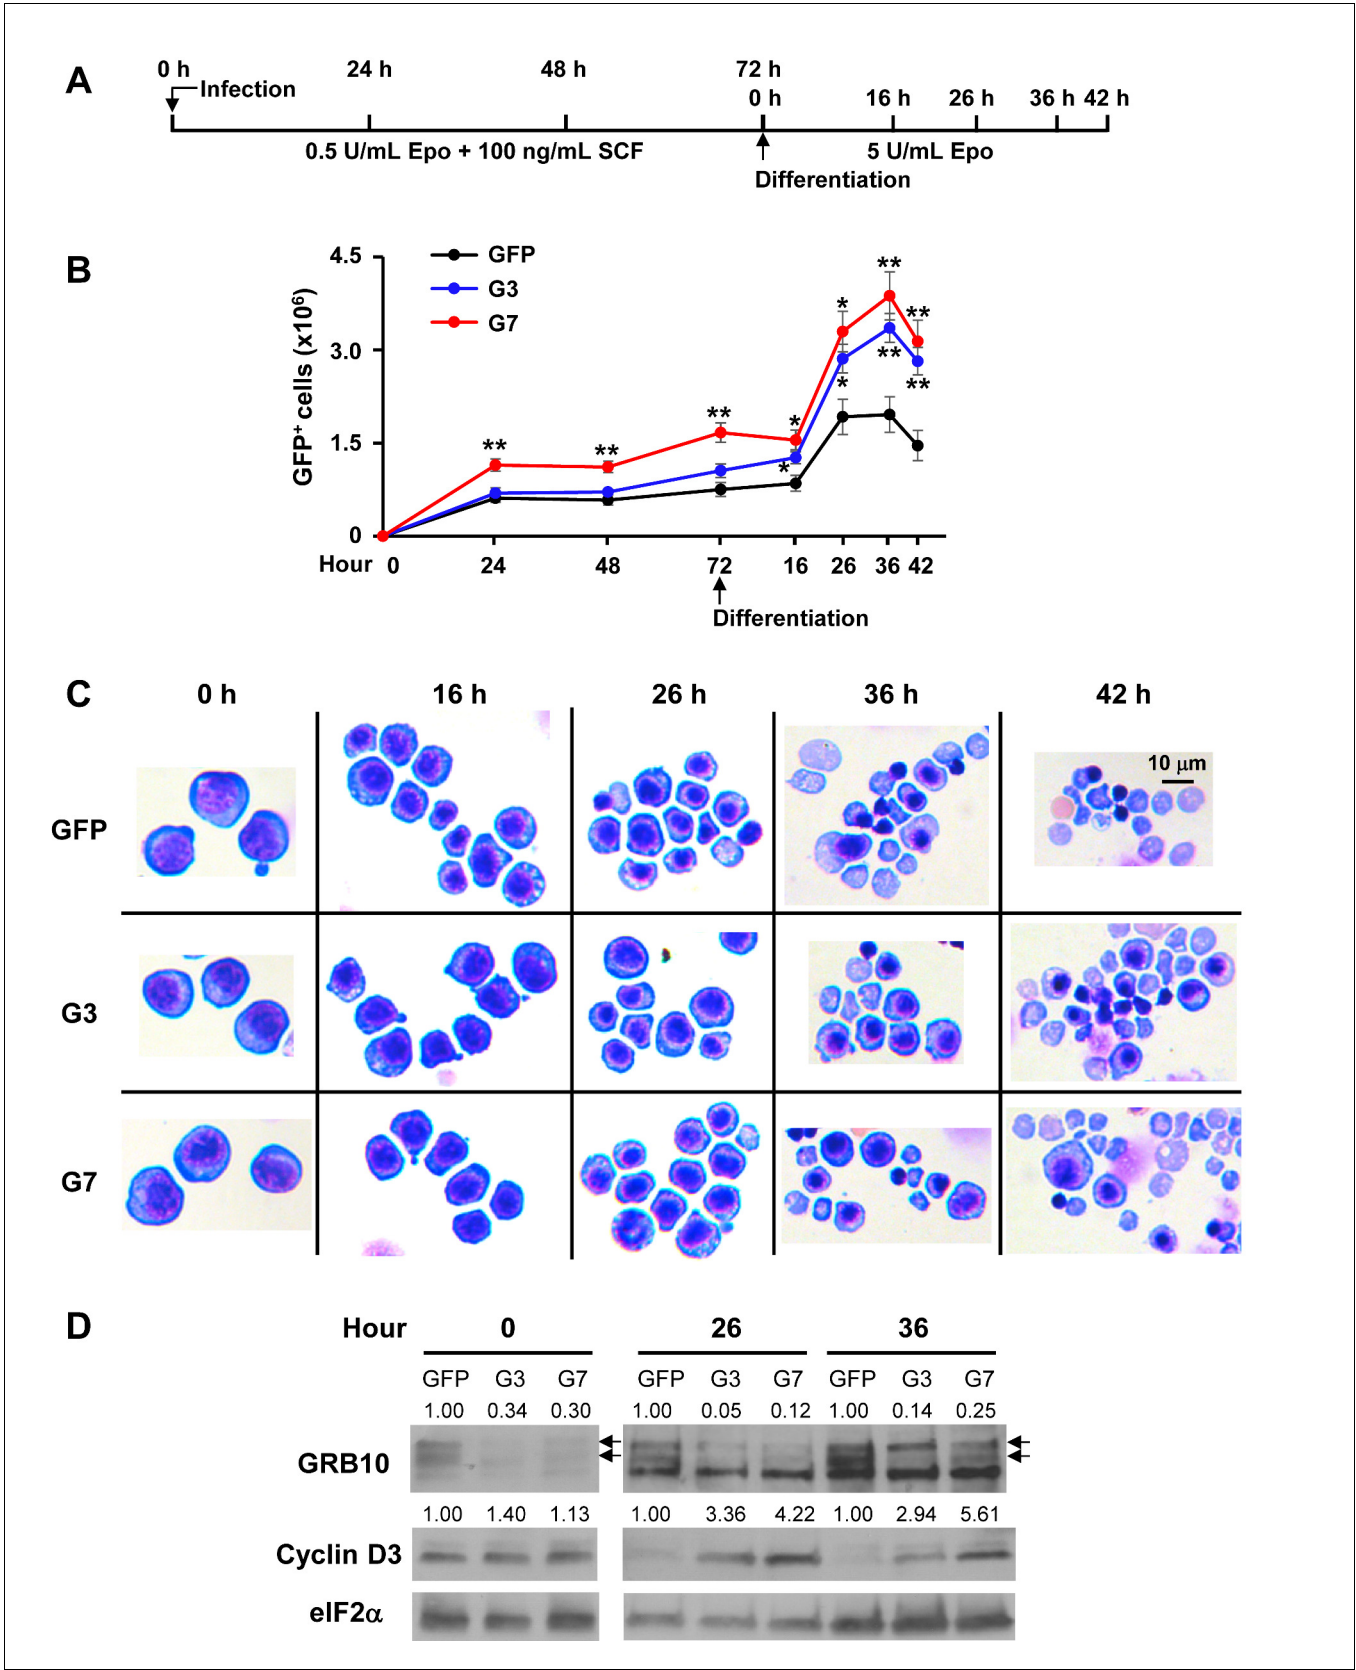 A
0 h 24 h 48 h 72 h
Infection
0 h 16 h 26 h 36 h 42 h
0.5 U/mL Epo + 100 ng/mL SCF 5 U/mL Epo
Differentiation
B
GFP
G3
G7
GFP+ cells (x10⁶)
4.5
3.0
1.5
0
** ** ** * * * * ** ** ** **
Hour 0 24 48 72 16 26 36 42
Differentiation
C
0 h 16 h 26 h 36 h 42 h
10 μm
GFP
G3
G7
D
Hour 0 26 36
GFP G3 G7 GFP G3 G7 GFP G3 G7
1.00 0.34 0.30 1.00 0.05 0.12 1.00 0.14 0.25
GRB10
1.00 1.40 1.13 1.00 3.36 4.22 1.00 2.94 5.61
Cyclin D3
eIF2α